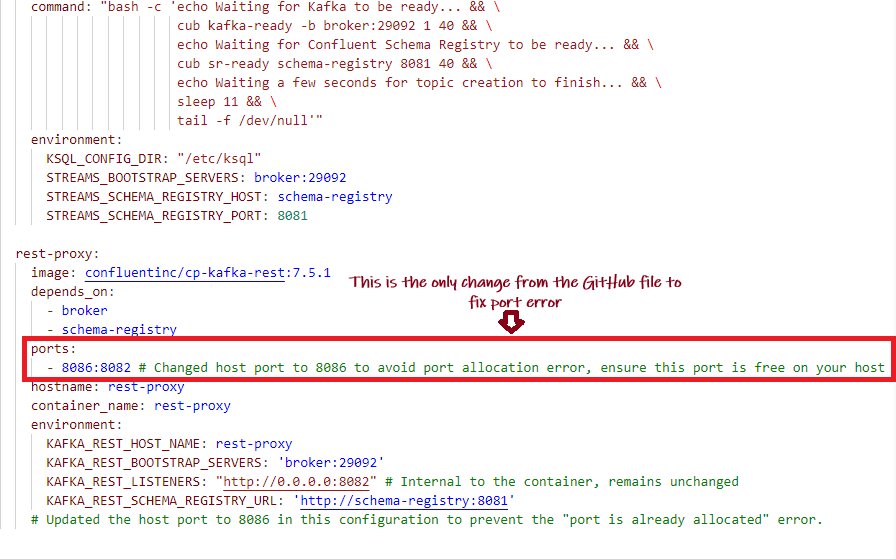 command: "bash -c 'echo Waiting for Kafka to be ready... && \
cub kafka-ready -b broker:29092 1 40 && \
echo Waiting for Confluent Schema Registry to be ready... && \
cub sr-ready schema-registry 8081 40 && \
echo Waiting a few seconds for topic creation to finish... && \
sleep 11 && \
tail -f /dev/null'"
environment:
KSQL_CONFIG_DIR: "/etc/ksql"
STREAMS_BOOTSTRAP_SERVERS: broker:29092
STREAMS_SCHEMA_REGISTRY_HOST: schema-registry
STREAMS_SCHEMA_REGISTRY_PORT: 8081
rest-proxy:
image: confluentinc/cp-kafka-rest:7.5.1
This is the only change from the GitHub file to
fix port error
depends_on:
- broker
- schema-registry
ports:
- 8086:8082 # Changed host port to 8086 to avoid port allocation error, ensure this port is free on your host
hostname: rest-proxy
container_name: rest-proxy
environment:
KAFKA_REST_HOST_NAME: rest-proxy
KAFKA_REST_BOOTSTRAP_SERVERS: 'broker:29092'
KAFKA_REST_LISTENERS: "http://0.0.0.0:8082" # Internal to the container, remains unchanged
KAFKA_REST_SCHEMA_REGISTRY_URL: 'http://schema-registry:8081'
# Updated the host port to 8086 in this configuration to prevent the "port is already allocated" error.